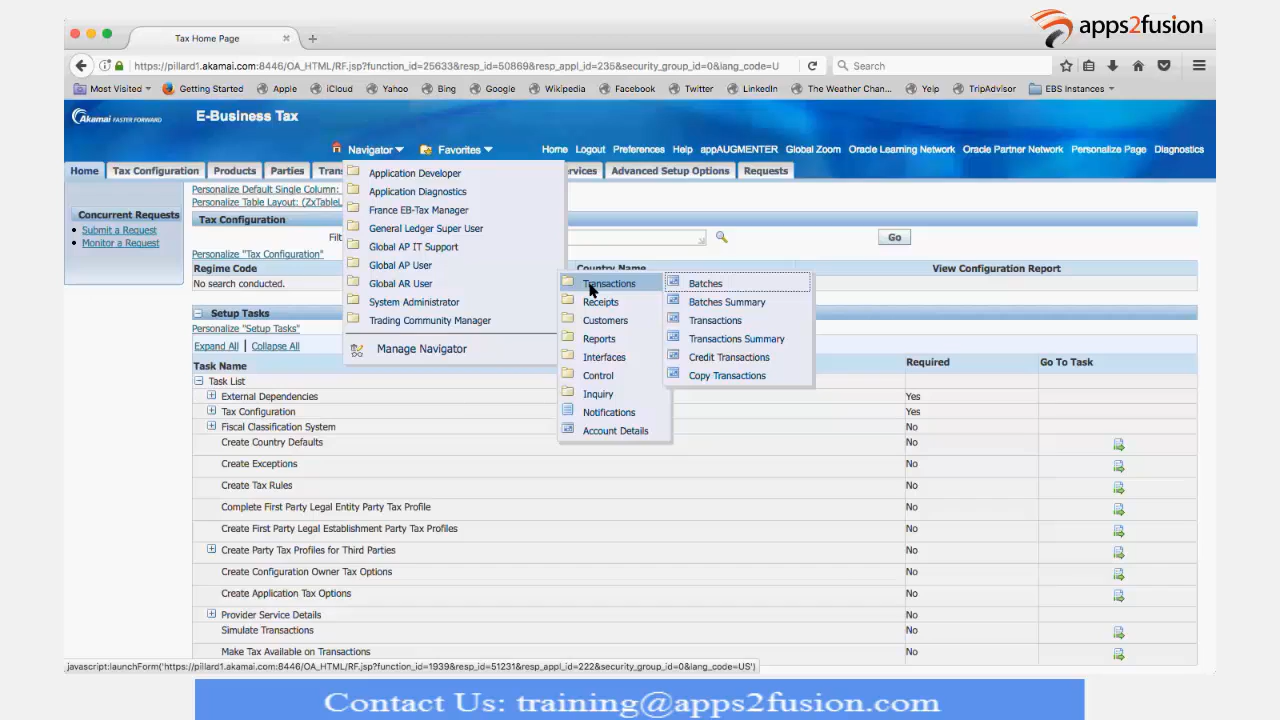 apps2fusion
Tax Home Page
https://pillard1.akamai.com:8446/OA_HTML/RF.jsp?function_id=25633&resp_id=50869&resp_appl_id=235&security_group_id=0&lang_code=U
Search
Most Visited
Getting Started
Apple
iCloud
Yahoo
Bing
Google
Wikipedia
Facebook
Twitter
LinkedIn
The Weather Chan...
Yelp
TripAdvisor
EBS Instances
Akamai FASTER FORWARD
E-Business Tax
Navigator
Favorites
Home
Logout
Preferences
Help
appAUGMENTER
Global Zoom
Oracle Learning Network
Oracle Partner Network
Personalize Page
Diagnostics
Home
Tax Configuration
Products
Parties
Trans
rvices
Advanced Setup Options
Requests
Concurrent Requests
Submit a Request
Monitor a Request
Personalize Default Single Column:
Personalize Table Layout: (ZxTableL
Tax Configuration
Filt
Go
Personalize "Tax Configuration"
Regime Code
Country Name
View Configuration Report
No search conducted.
Application Developer
Application Diagnostics
France EB-Tax Manager
General Ledger Super User
Global AP IT Support
Global AP User
Global AR User
System Administrator
Trading Community Manager
Manage Navigator
Transactions
Receipts
Customers
Reports
Interfaces
Control
Inquiry
Notifications
Account Details
Batches
Batches Summary
Transactions
Transactions Summary
Credit Transactions
Copy Transactions
Setup Tasks
Personalize "Setup Tasks"
Expand All | Collapse All
Task Name
Required
Go To Task
Task List
External Dependencies Yes
Tax Configuration Yes
Fiscal Classification System No
Create Country Defaults No
Create Exceptions No
Create Tax Rules No
Complete First Party Legal Entity Party Tax Profile No
Create First Party Legal Establishment Party Tax Profiles No
Create Party Tax Profiles for Third Parties No
Create Configuration Owner Tax Options No
Create Application Tax Options No
Provider Service Details No
Simulate Transactions No
Make Tax Available on Transactions No
javascript:launchForm('https://pillard1.akamai.com:8446/OA_HTML/RF.jsp?function_id=1939&resp_id=51231&resp_appl_id=222&security_group_id=0&lang_code=US')
Contact Us: training@apps2fusion.com